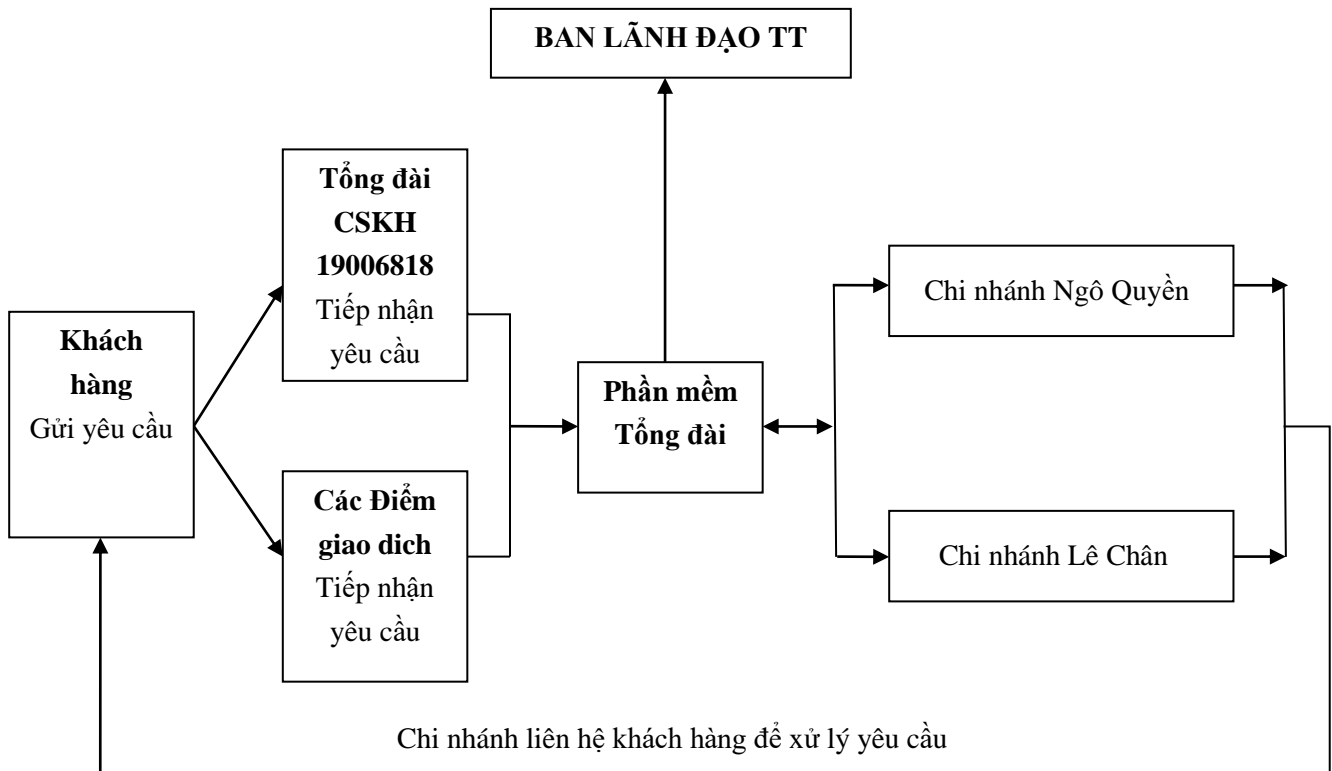 BAN LÃNH ĐẠO TT
Tổng đài
CSKH
19006818
Tiếp nhận
yêu cầu
Khách
hàng
Gửi yêu cầu
Các Điểm
giao dich
Tiếp nhận
yêu cầu
Phần mềm
Tổng đài
Chi nhánh Ngô Quyền
Chi nhánh Lê Chân
Chi nhánh liên hệ khách hàng để xử lý yêu cầu